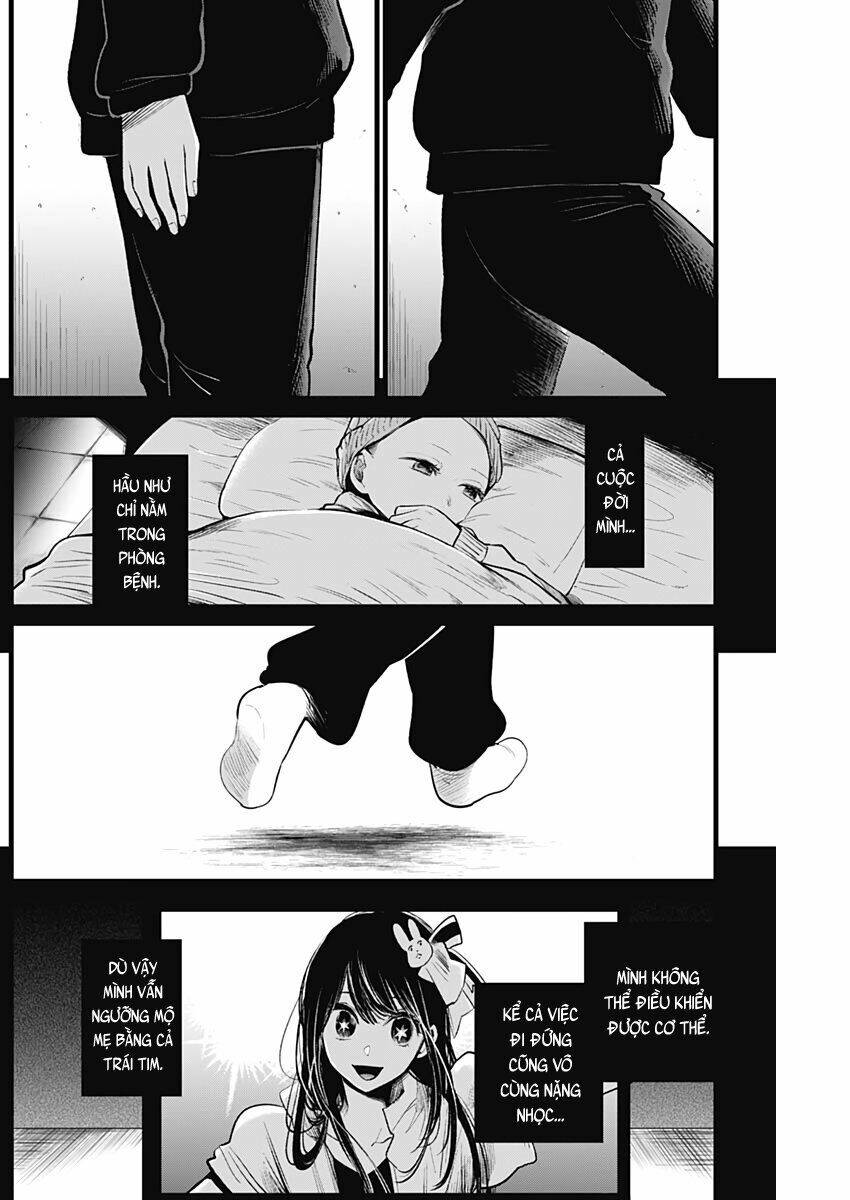 CẢ
CUỘC
ĐỜI
MÌNH...
HẦU NHƯ
CHỈ NẰM
TRONG
PHÒNG
BỆNH.
MÌNH KHÔNG
THỂ ĐIỀU KHIỂN
ĐƯỢC CƠ THỂ.
KỂ CẢ VIỆC
ĐI ĐỨNG
CŨNG VÔ
CÙNG NẶNG
NHỌC...
DÙ VẬY
MÌNH VẪN
NGƯỠNG MỘ
MẸ BẰNG CẢ
TRÁI TIM.